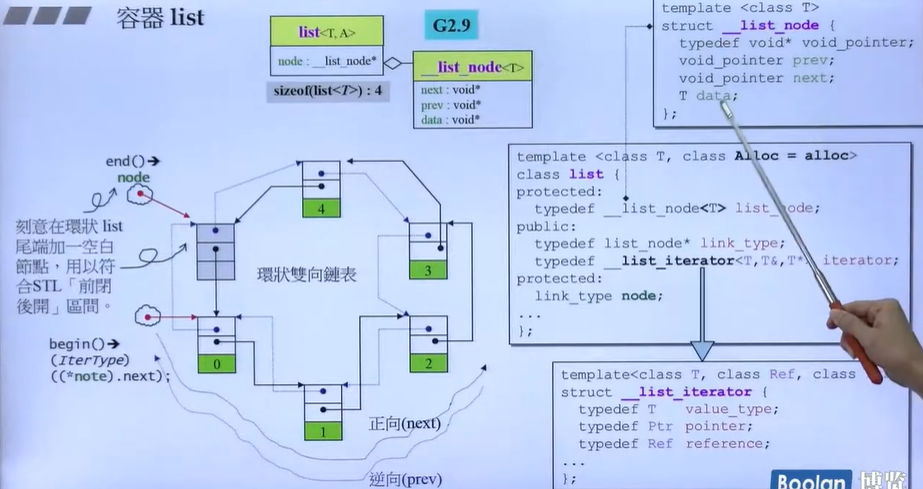 容器 list
G2.9
list<T, A>
node : __list_node*
sizeof(list<T>) : 4
__list_node<T>
next : void*
prev : void*
data : void*
template <class T>
struct __list_node {
typedef void* void_pointer;
void_pointer prev;
void_pointer next;
T data;
};
template <class T, class Alloc = alloc>
class list {
protected:
typedef __list_node<T> list_node;
public:
typedef list_node* link_type;
typedef __list_iterator<T,T&,T* iterator;
protected:
link_type node;
...
};
template<class T, class Ref, class
struct __list_iterator {
typedef T value_type;
typedef Ptr pointer;
typedef Ref reference;
...
};
end()→
node
刻意在環狀 list
尾端加一空白
節點，用以符
合STL「前閉
後開」區間。
begin()→
(IterType)
((*note).next);
環狀雙向鏈表
4
3
0
2
1
正向(next)
逆向(prev)
Boolan 博览